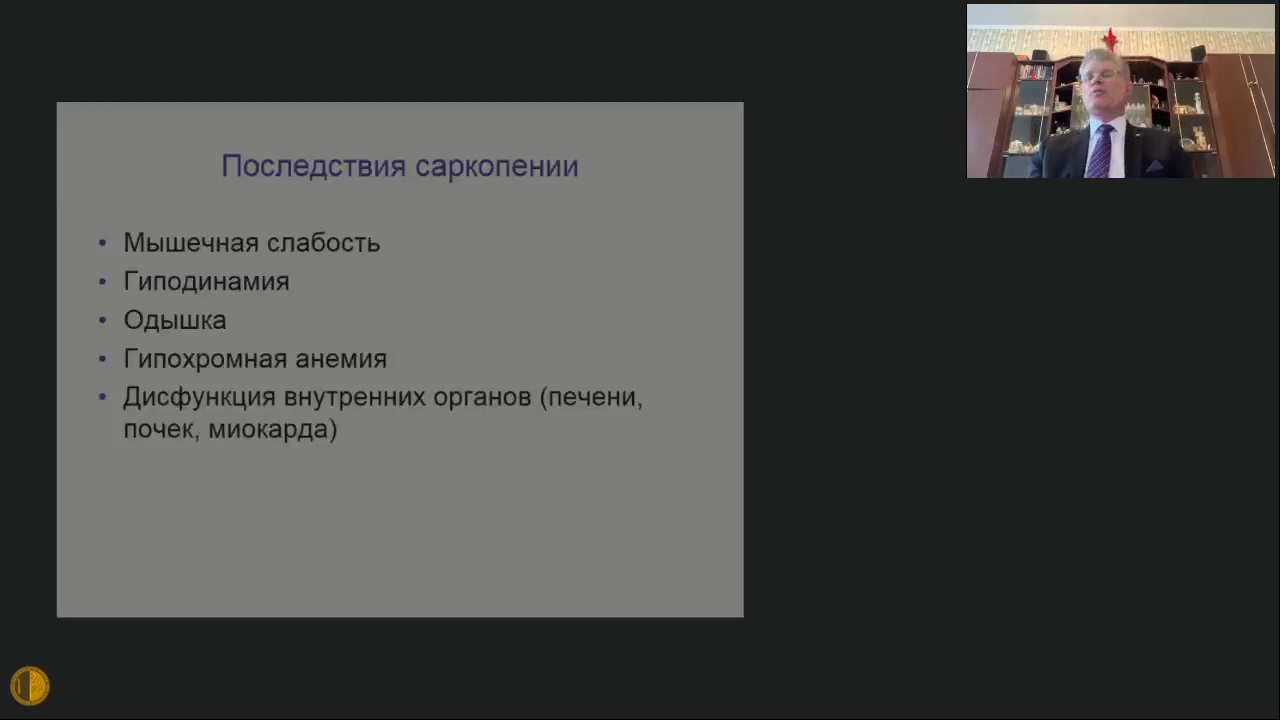 Последствия саркопении
• Мышечная слабость
• Гиподинамия
• Одышка
• Гипохромная анемия
• Дисфункция внутренних органов (печени,
почек, миокарда)